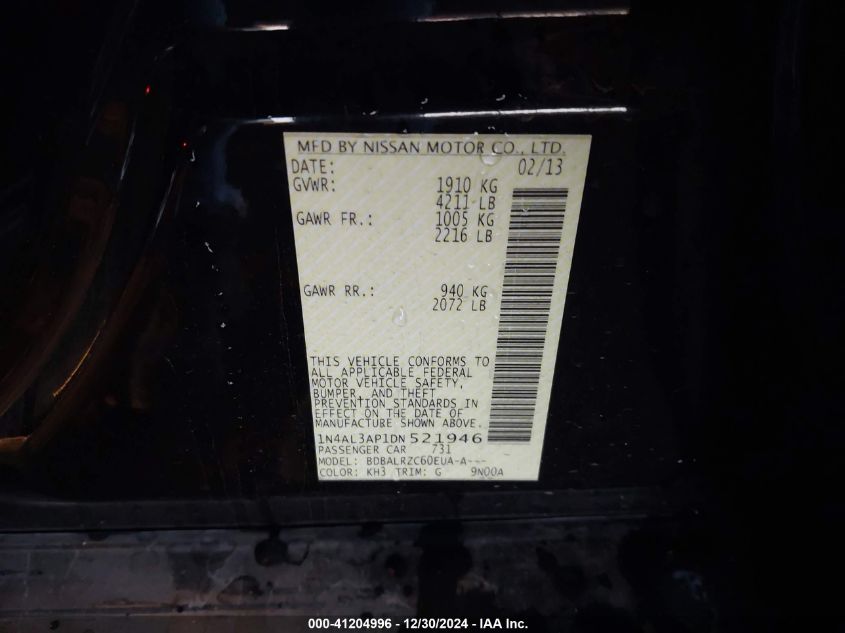 MFD BY NISSAN MOTOR CO., LTD.
DATE: 02/13
GVWR: 1910 KG
4211 LB
GAWR FR.: 1005 KG
2216 LB
GAWR RR.: 940 KG
2072 LB
THIS VEHICLE CONFORMS TO
ALL APPLICABLE FEDERAL
MOTOR VEHICLE SAFETY,
BUMPER, AND THEFT
PREVENTION STANDARDS IN
EFFECT ON THE DATE OF
MANUFACTURE SHOWN ABOVE.
1N4AL3AP1DN521946
PASSENGER CAR 731
MODEL: BDBALRZC60EUA-A---
COLOR: KH3 TRIM: G 9N00A
000-41204996 - 12/30/2024 - IAA Inc.